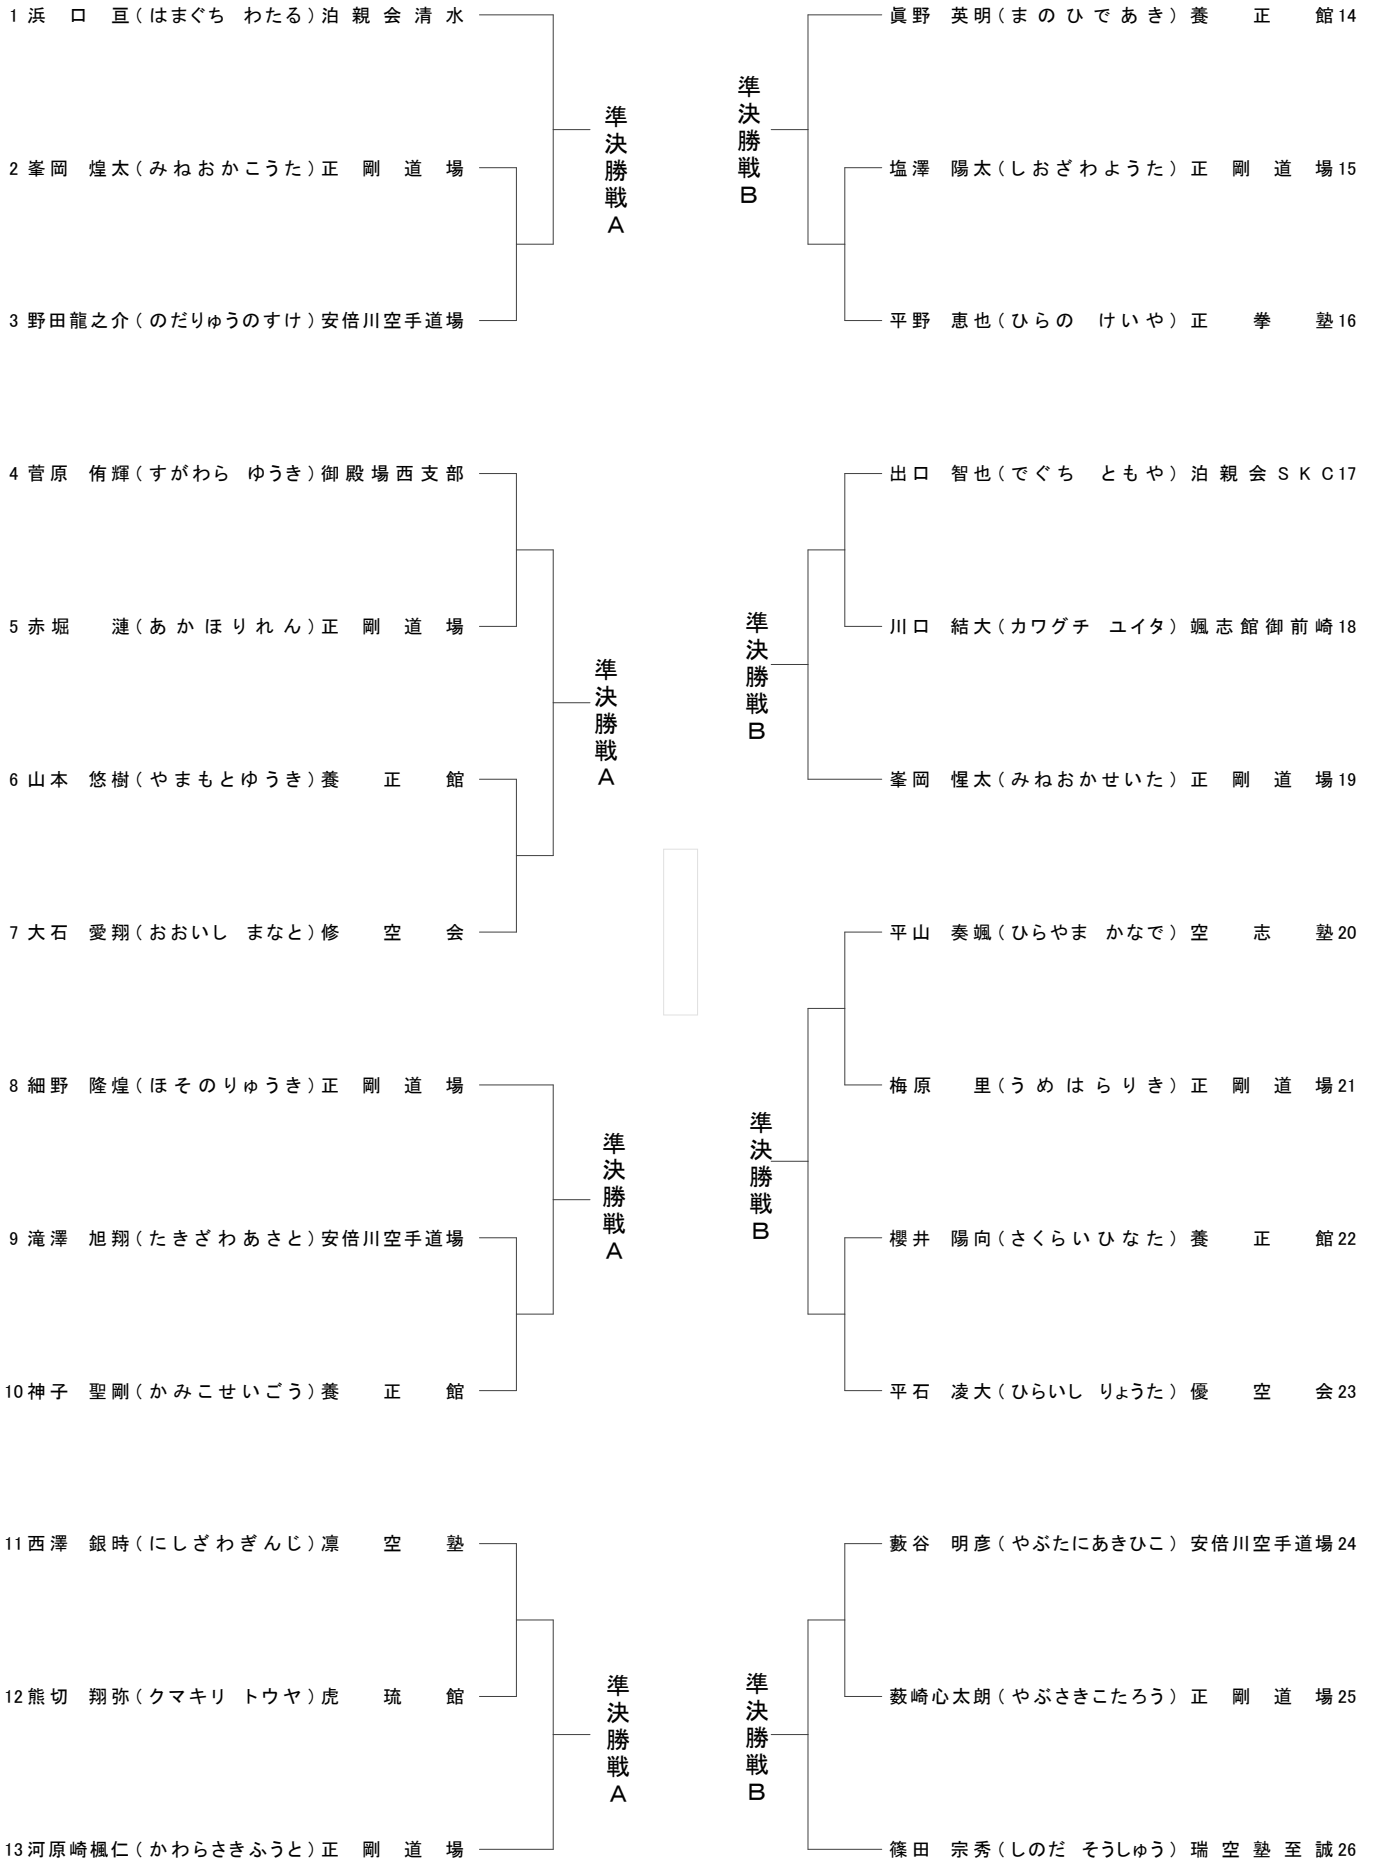 1 浜口 亘(はまぐち わたる)泊親会清水
2 峯岡 煌太(みねおかこうた)正剛道場
3 野田龍之介(のだりゅうのすけ)安倍川空手道場
準決勝戦A
4 菅原 侑輝(すがわら ゆうき)御殿場西支部
5 赤堀 漣(あかほりれん)正剛道場
6 山本 悠樹(やまもとゆうき)養正館
7 大石 愛翔(おおいし まなと)修空会
準決勝戦A
8 細野 隆煌(ほそのりゅうき)正剛道場
9 滝澤 旭翔(たきざわあさと)安倍川空手道場
10 神子 聖剛(かみこせいごう)養正館
準決勝戦A
11 西澤 銀時(にしざわぎんじ)凛空塾
12 熊切 翔弥(クマキリ トウヤ)虎琉館
13 河原崎楓仁(かわらさきふうと)正剛道場
準決勝戦A
眞野 英明(まのひであき)養正館 14
塩澤 陽太(しおざわようた)正剛道場 15
平野 恵也(ひらの けいや)正拳塾 16
準決勝戦B
出口 智也(でぐち ともや)泊親会SKC 17
川口 結大(カワグチ ユイタ)颯志館御前崎 18
峯岡 惺太(みねおかせいた)正剛道場 19
準決勝戦B
平山 奏颯(ひらやま かなで)空志塾 20
梅原 里(うめはらりき)正剛道場 21
櫻井 陽向(さくらいひなた)養正館 22
平石 凌大(ひらいし りょうた)優空会 23
準決勝戦B
藪谷 明彦(やぶたにあきひこ)安倍川空手道場 24
薮崎心太朗(やぶさきこたろう)正剛道場 25
篠田 宗秀(しのだ そうしゅう)瑞空塾至誠 26
準決勝戦B